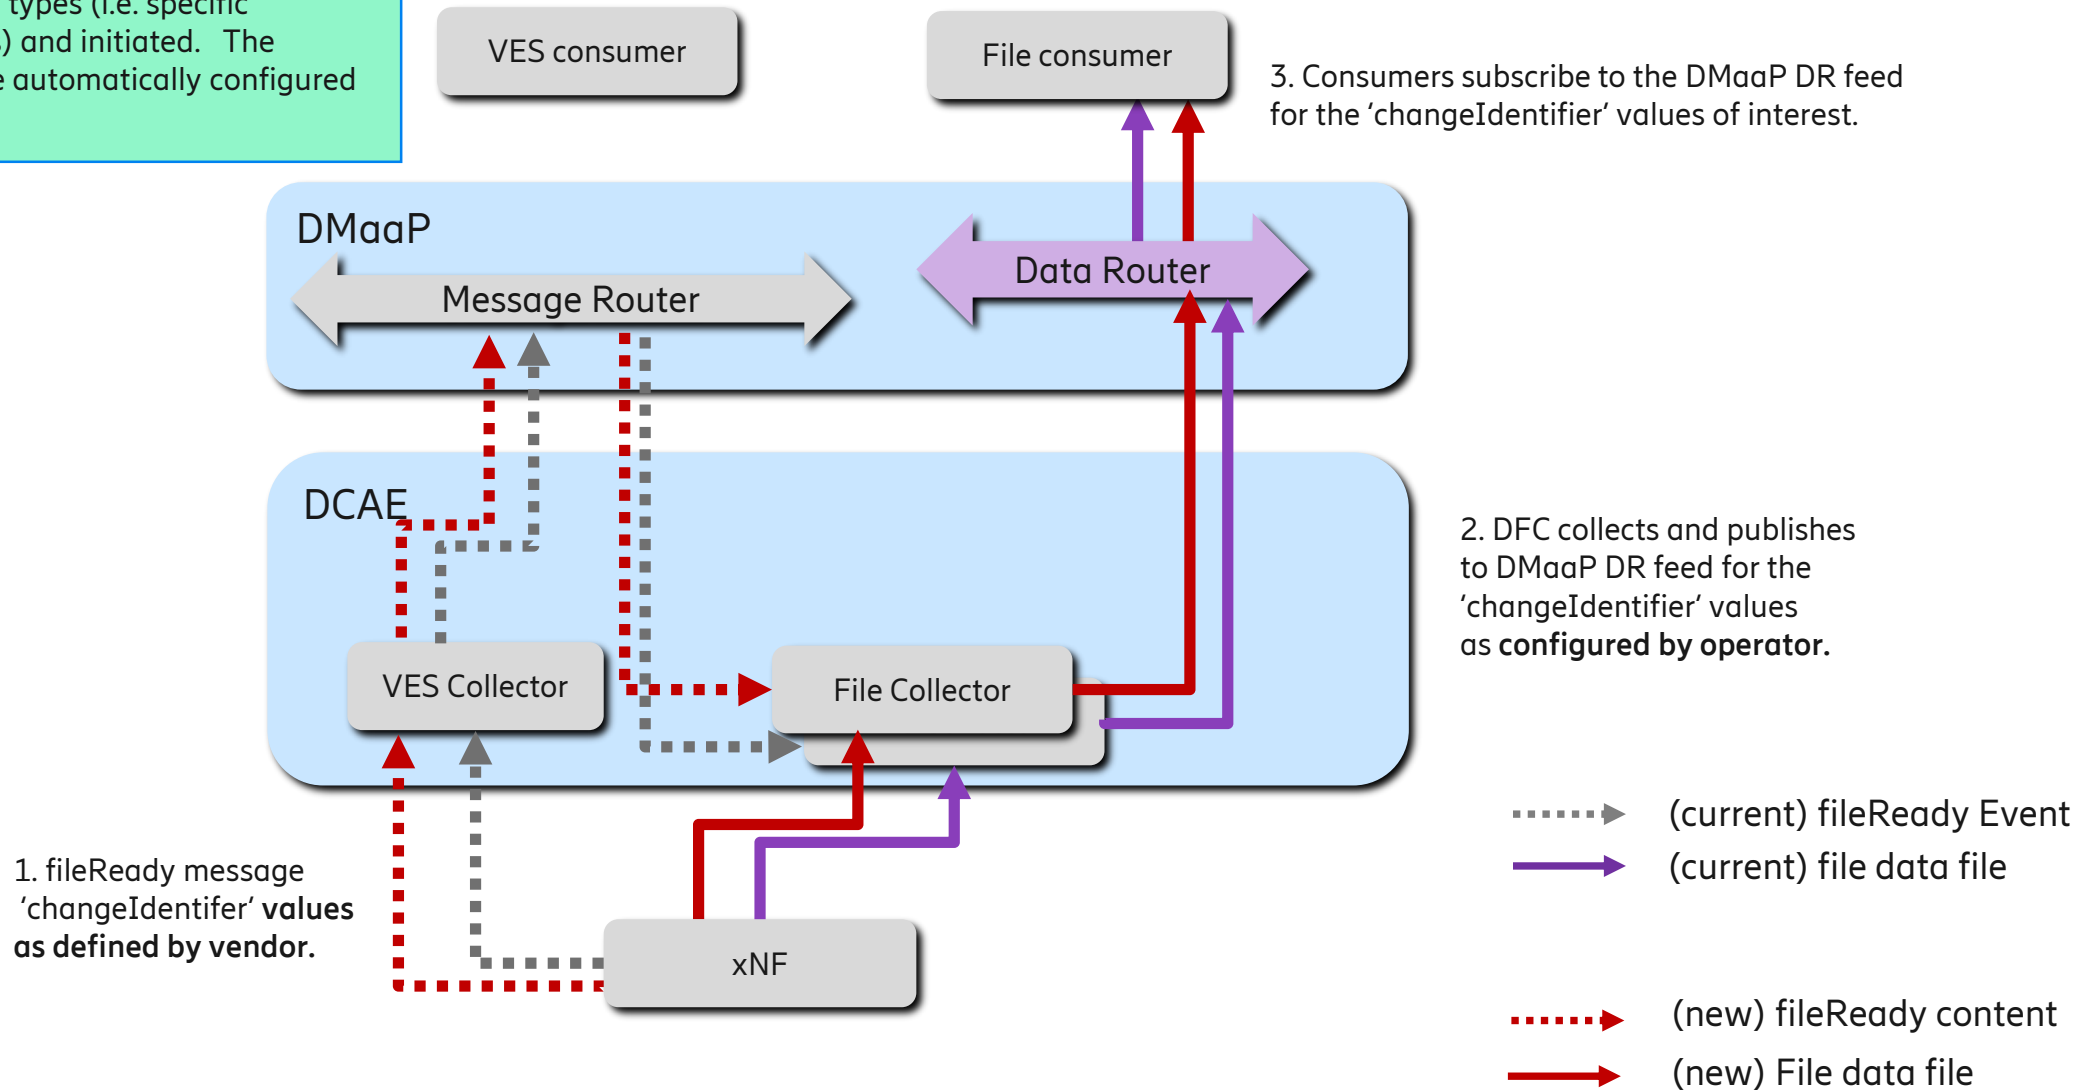 types (i.e. specific
) and initiated. The
e automatically configured
VES consumer
File consumer
3. Consumers subscribe to the DMaaP DR feed
for the ‘changeIdentifier’ values of interest.
DMaaP
Message Router
Data Router
DCAE
2. DFC collects and publishes
to DMaaP DR feed for the
‘changeIdentifier’ values
as configured by operator.
VES Collector
File Collector
1. fileReady message
‘changeIdentifer’ values
as defined by vendor.
xNF
(current) fileReady Event
(current) file data file
(new) fileReady content
(new) File data file